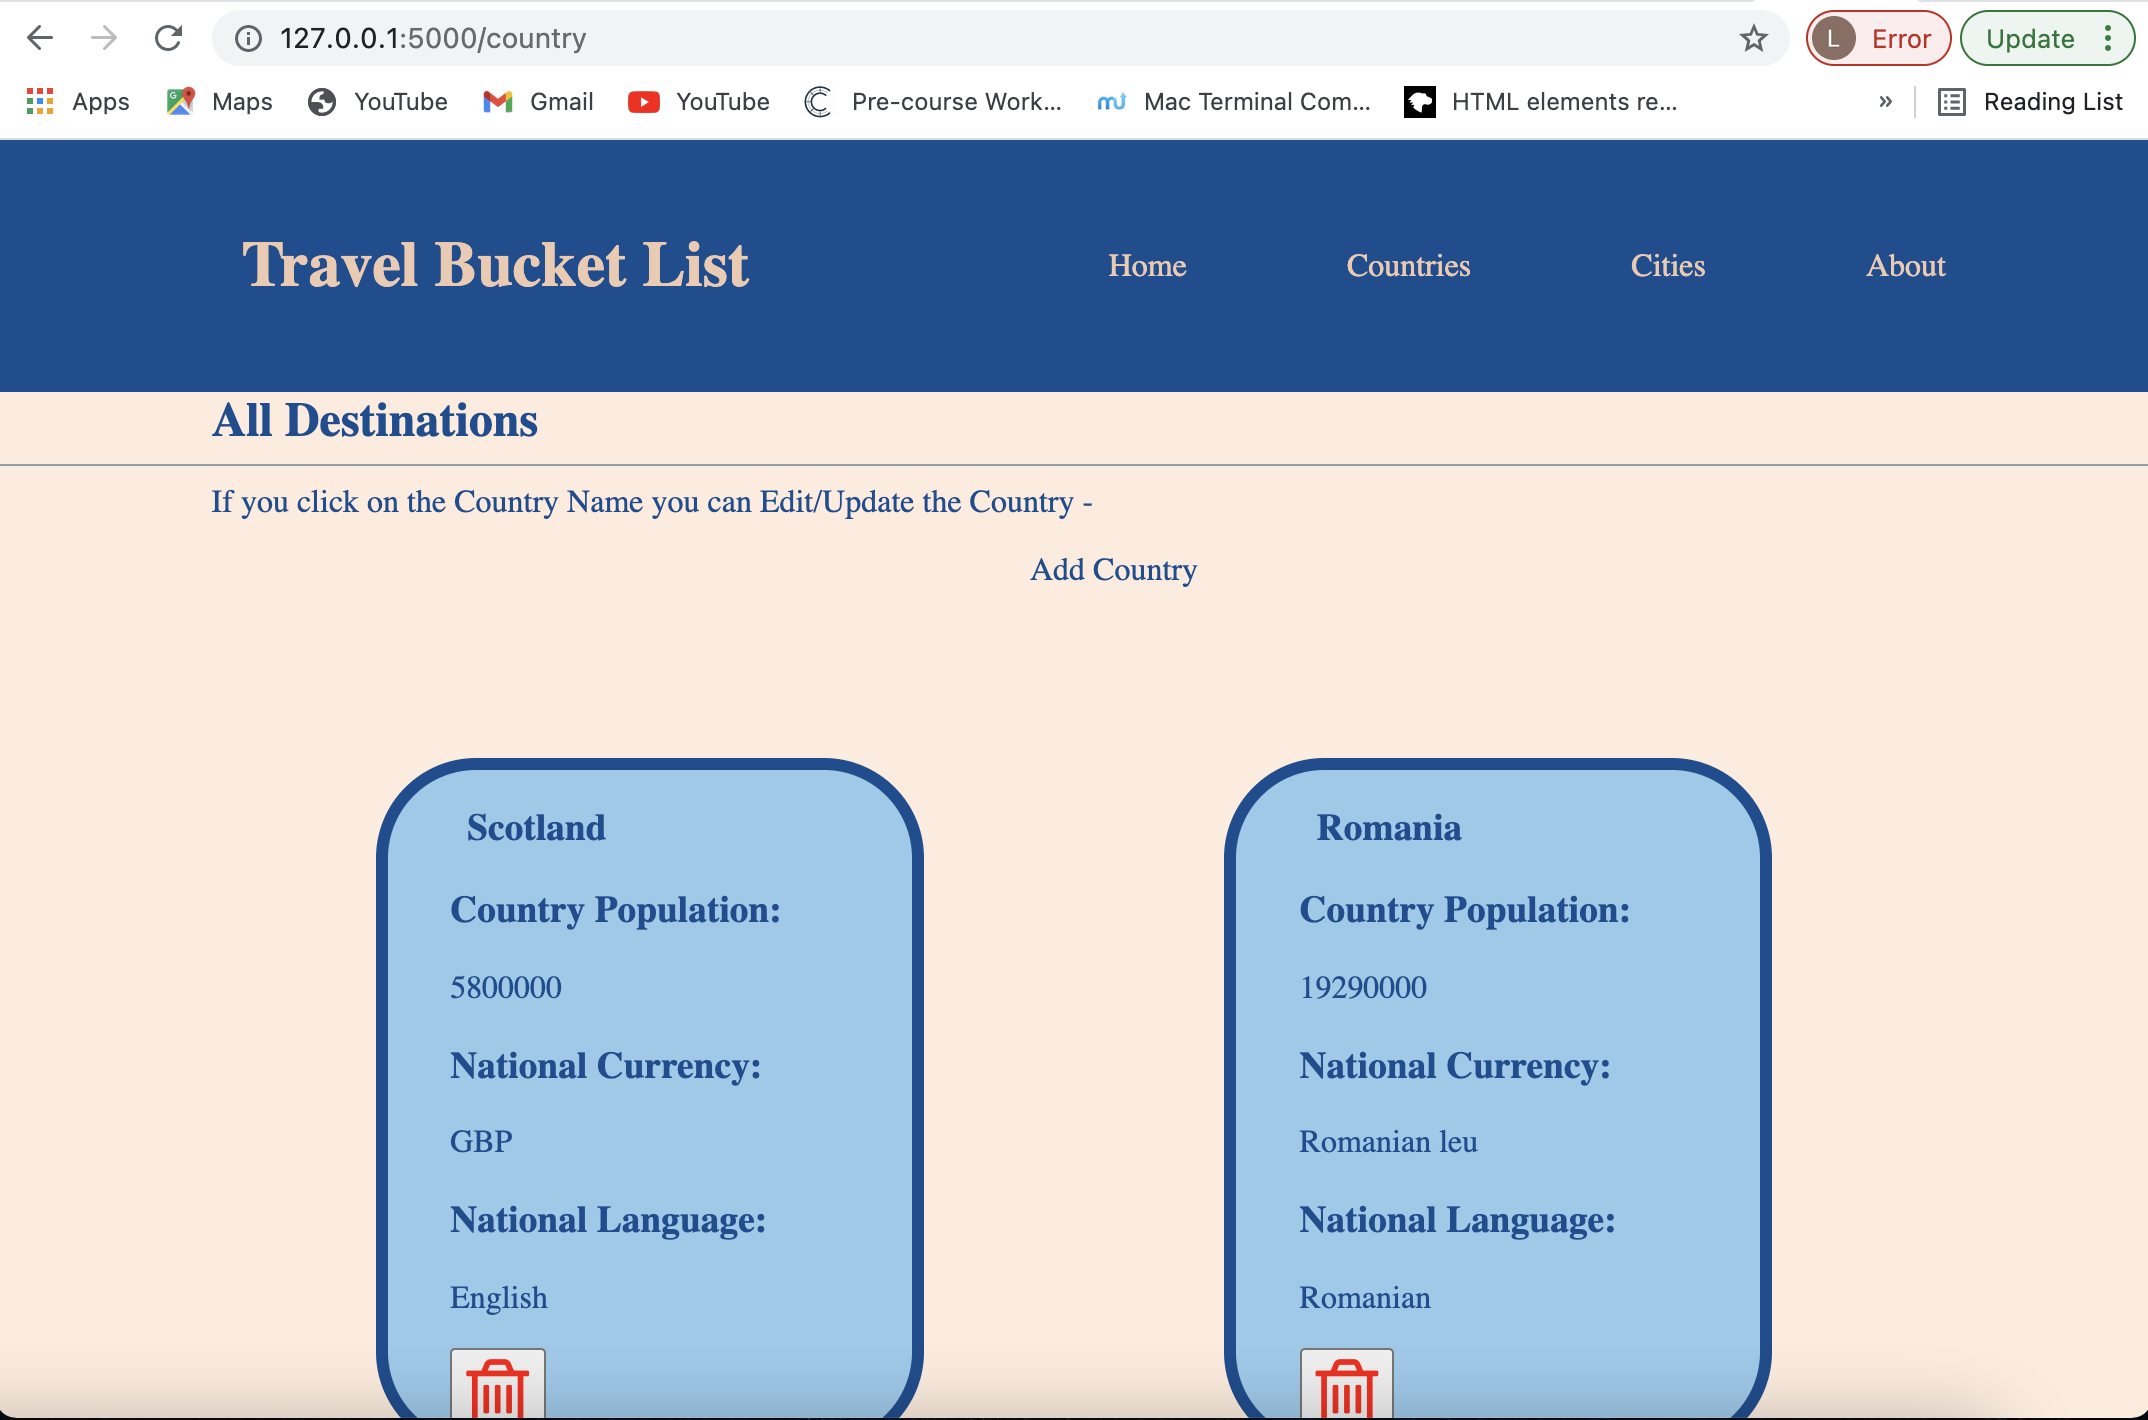 127.0.0.1:5000/country
L Error Update
Apps Maps YouTube Gmail YouTube Pre-course Work... Mac Terminal Com... HTML elements re... » Reading List
Travel Bucket List Home Countries Cities About
All Destinations
If you click on the Country Name you can Edit/Update the Country -
Add Country
Scotland
Country Population:
5800000
National Currency:
GBP
National Language:
English
Romania
Country Population:
19290000
National Currency:
Romanian leu
National Language:
Romanian